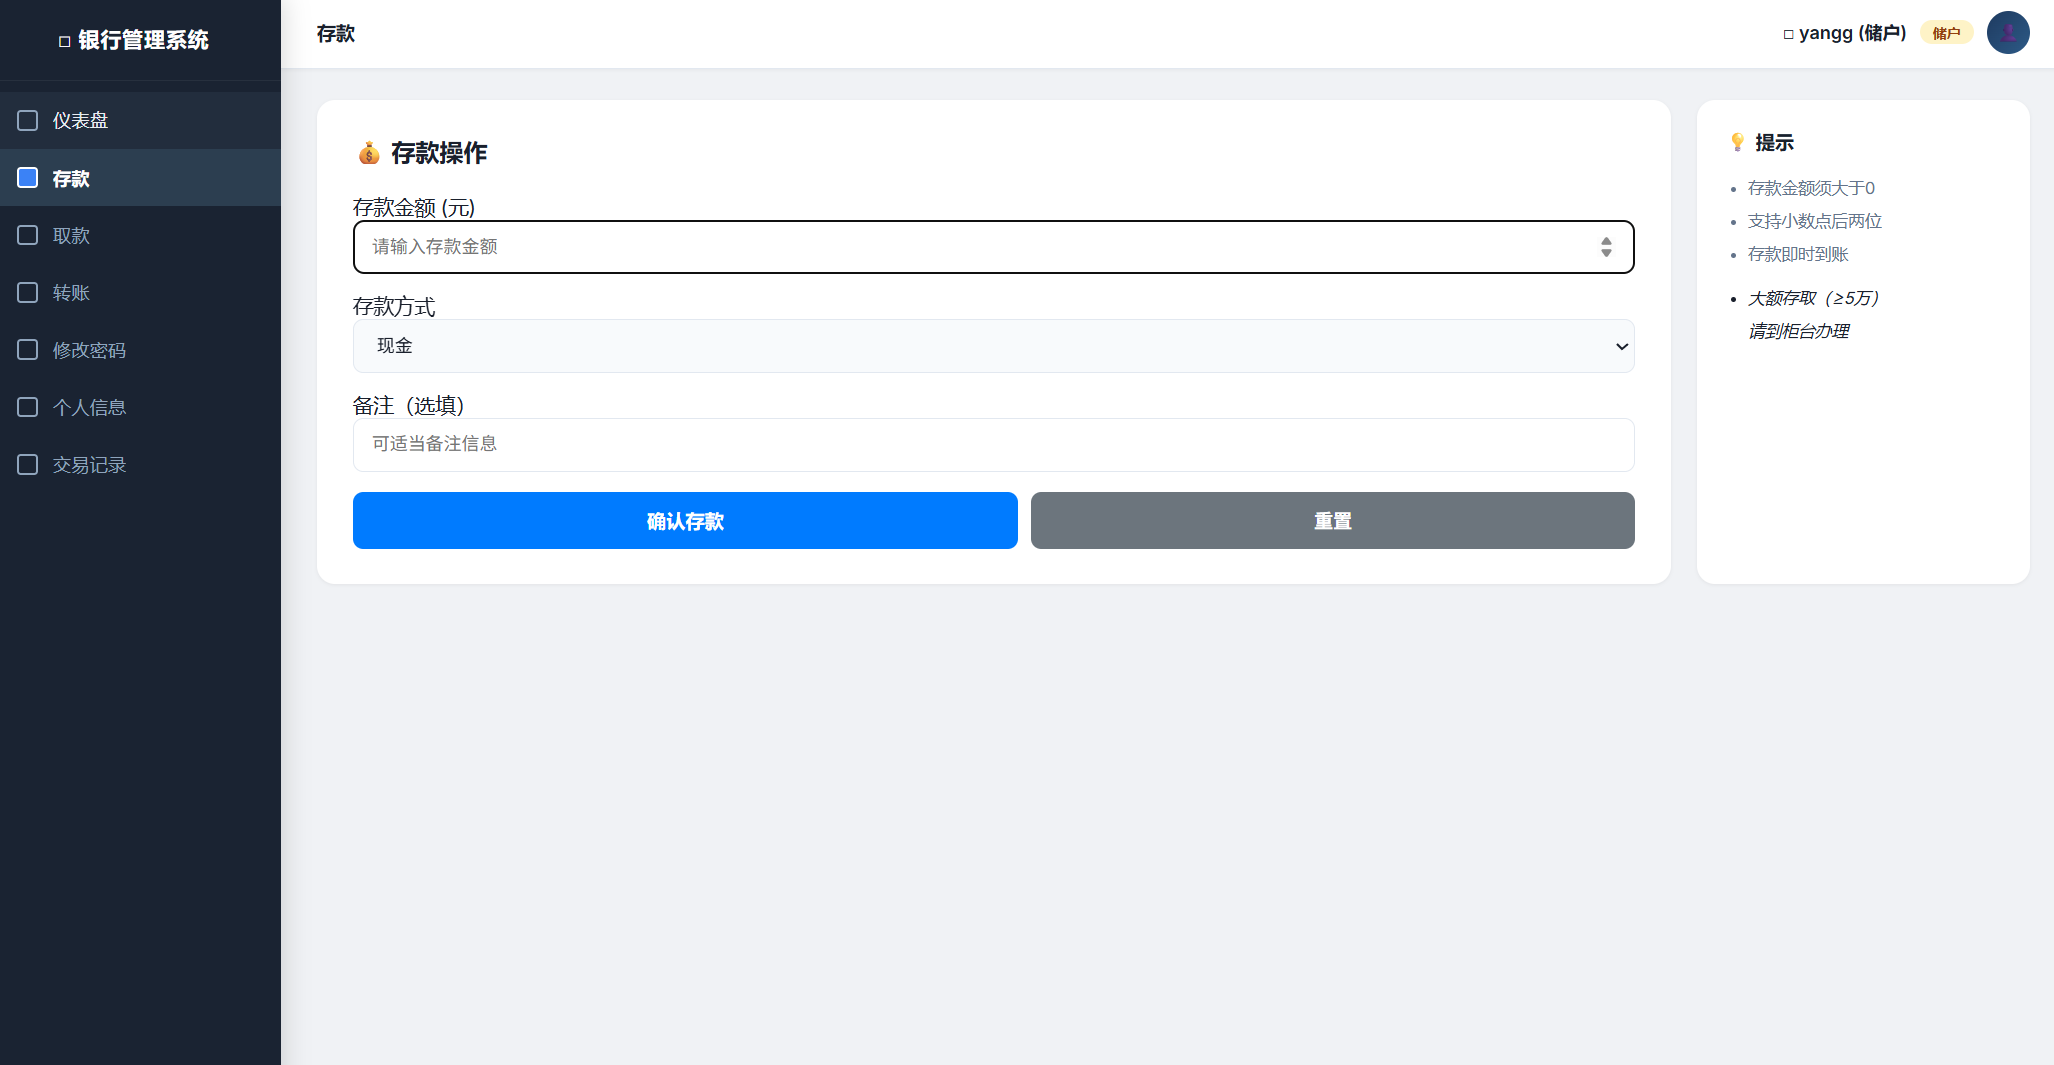 银行管理系统
仪表盘
存款
取款
转账
修改密码
个人信息
交易记录
存款
yangg (储户)
储户
💰 存款操作
存款金额 (元)
请输入存款金额
存款方式
现金
备注（选填）
可适当备注信息
确认存款
重置
💡 提示
存款金额须大于0
支持小数点后两位
存款即时到账
大额存取（≥5万）
请到柜台办理